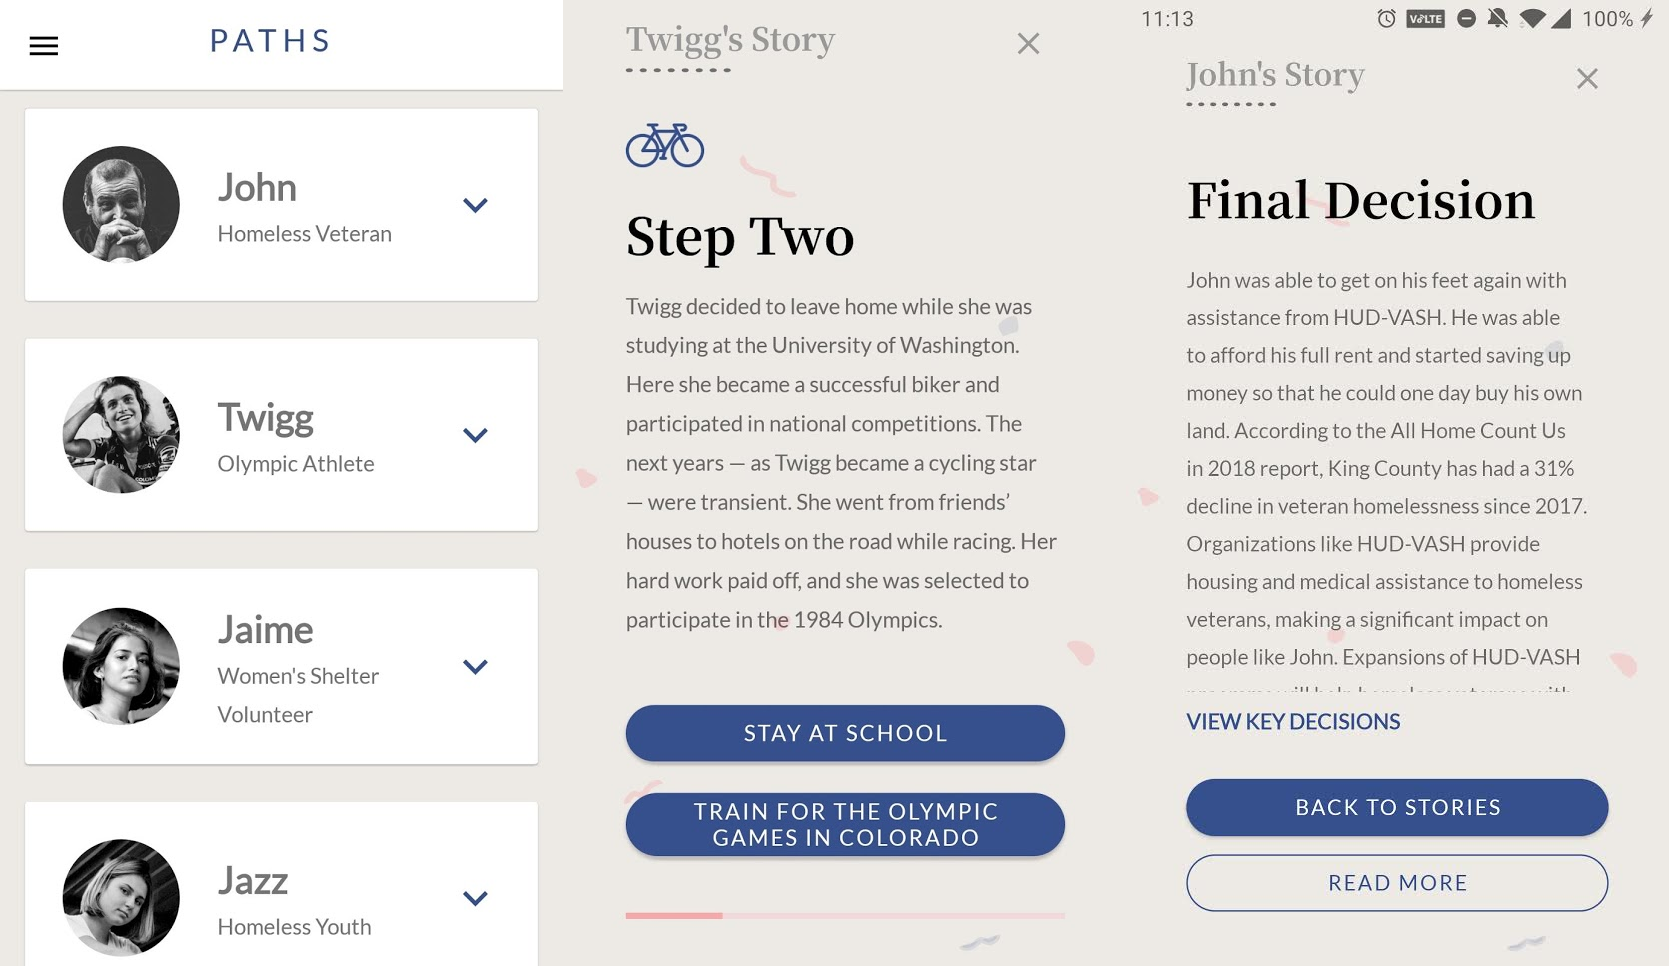 PATHS
John
Homeless Veteran
Twigg
Olympic Athlete
Jaime
Women's Shelter
Volunteer
Jazz
Homeless Youth
Twigg's Story
Step Two
Twigg decided to leave home while she was
studying at the University of Washington.
Here she became a successful biker and
participated in national competitions. The
next years — as Twigg became a cycling star
— were transient. She went from friends’
houses to hotels on the road while racing. Her
hard work paid off, and she was selected to
participate in the 1984 Olympics.
STAY AT SCHOOL
TRAIN FOR THE OLYMPIC
GAMES IN COLORADO
11:13
VoLTE
100%
John's Story
Final Decision
John was able to get on his feet again with
assistance from HUD-VASH. He was able
to afford his full rent and started saving up
money so that he could one day buy his own
land. According to the All Home Count Us
in 2018 report, King County has had a 31%
decline in veteran homelessness since 2017.
Organizations like HUD-VASH provide
housing and medical assistance to homeless
veterans, making a significant impact on
people like John. Expansions of HUD-VASH
VIEW KEY DECISIONS
BACK TO STORIES
READ MORE